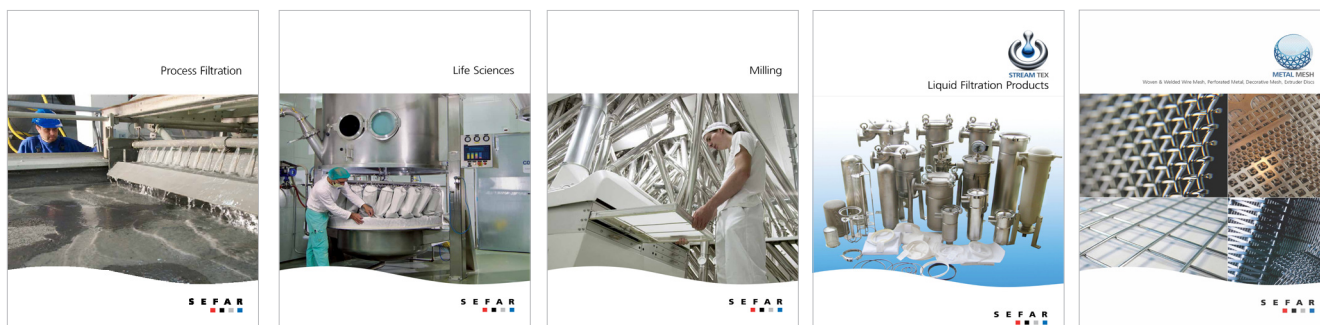 Process Filtration
SEFAR
Life Sciences
SEFAR
Milling
SEFAR
STREAM TEX
Liquid Filtration Products
SEFAR
METAL MESH
Woven & Welded Wire Mesh, Perforated Metal, Decorative Mesh, Extruder Discs
SEFAR